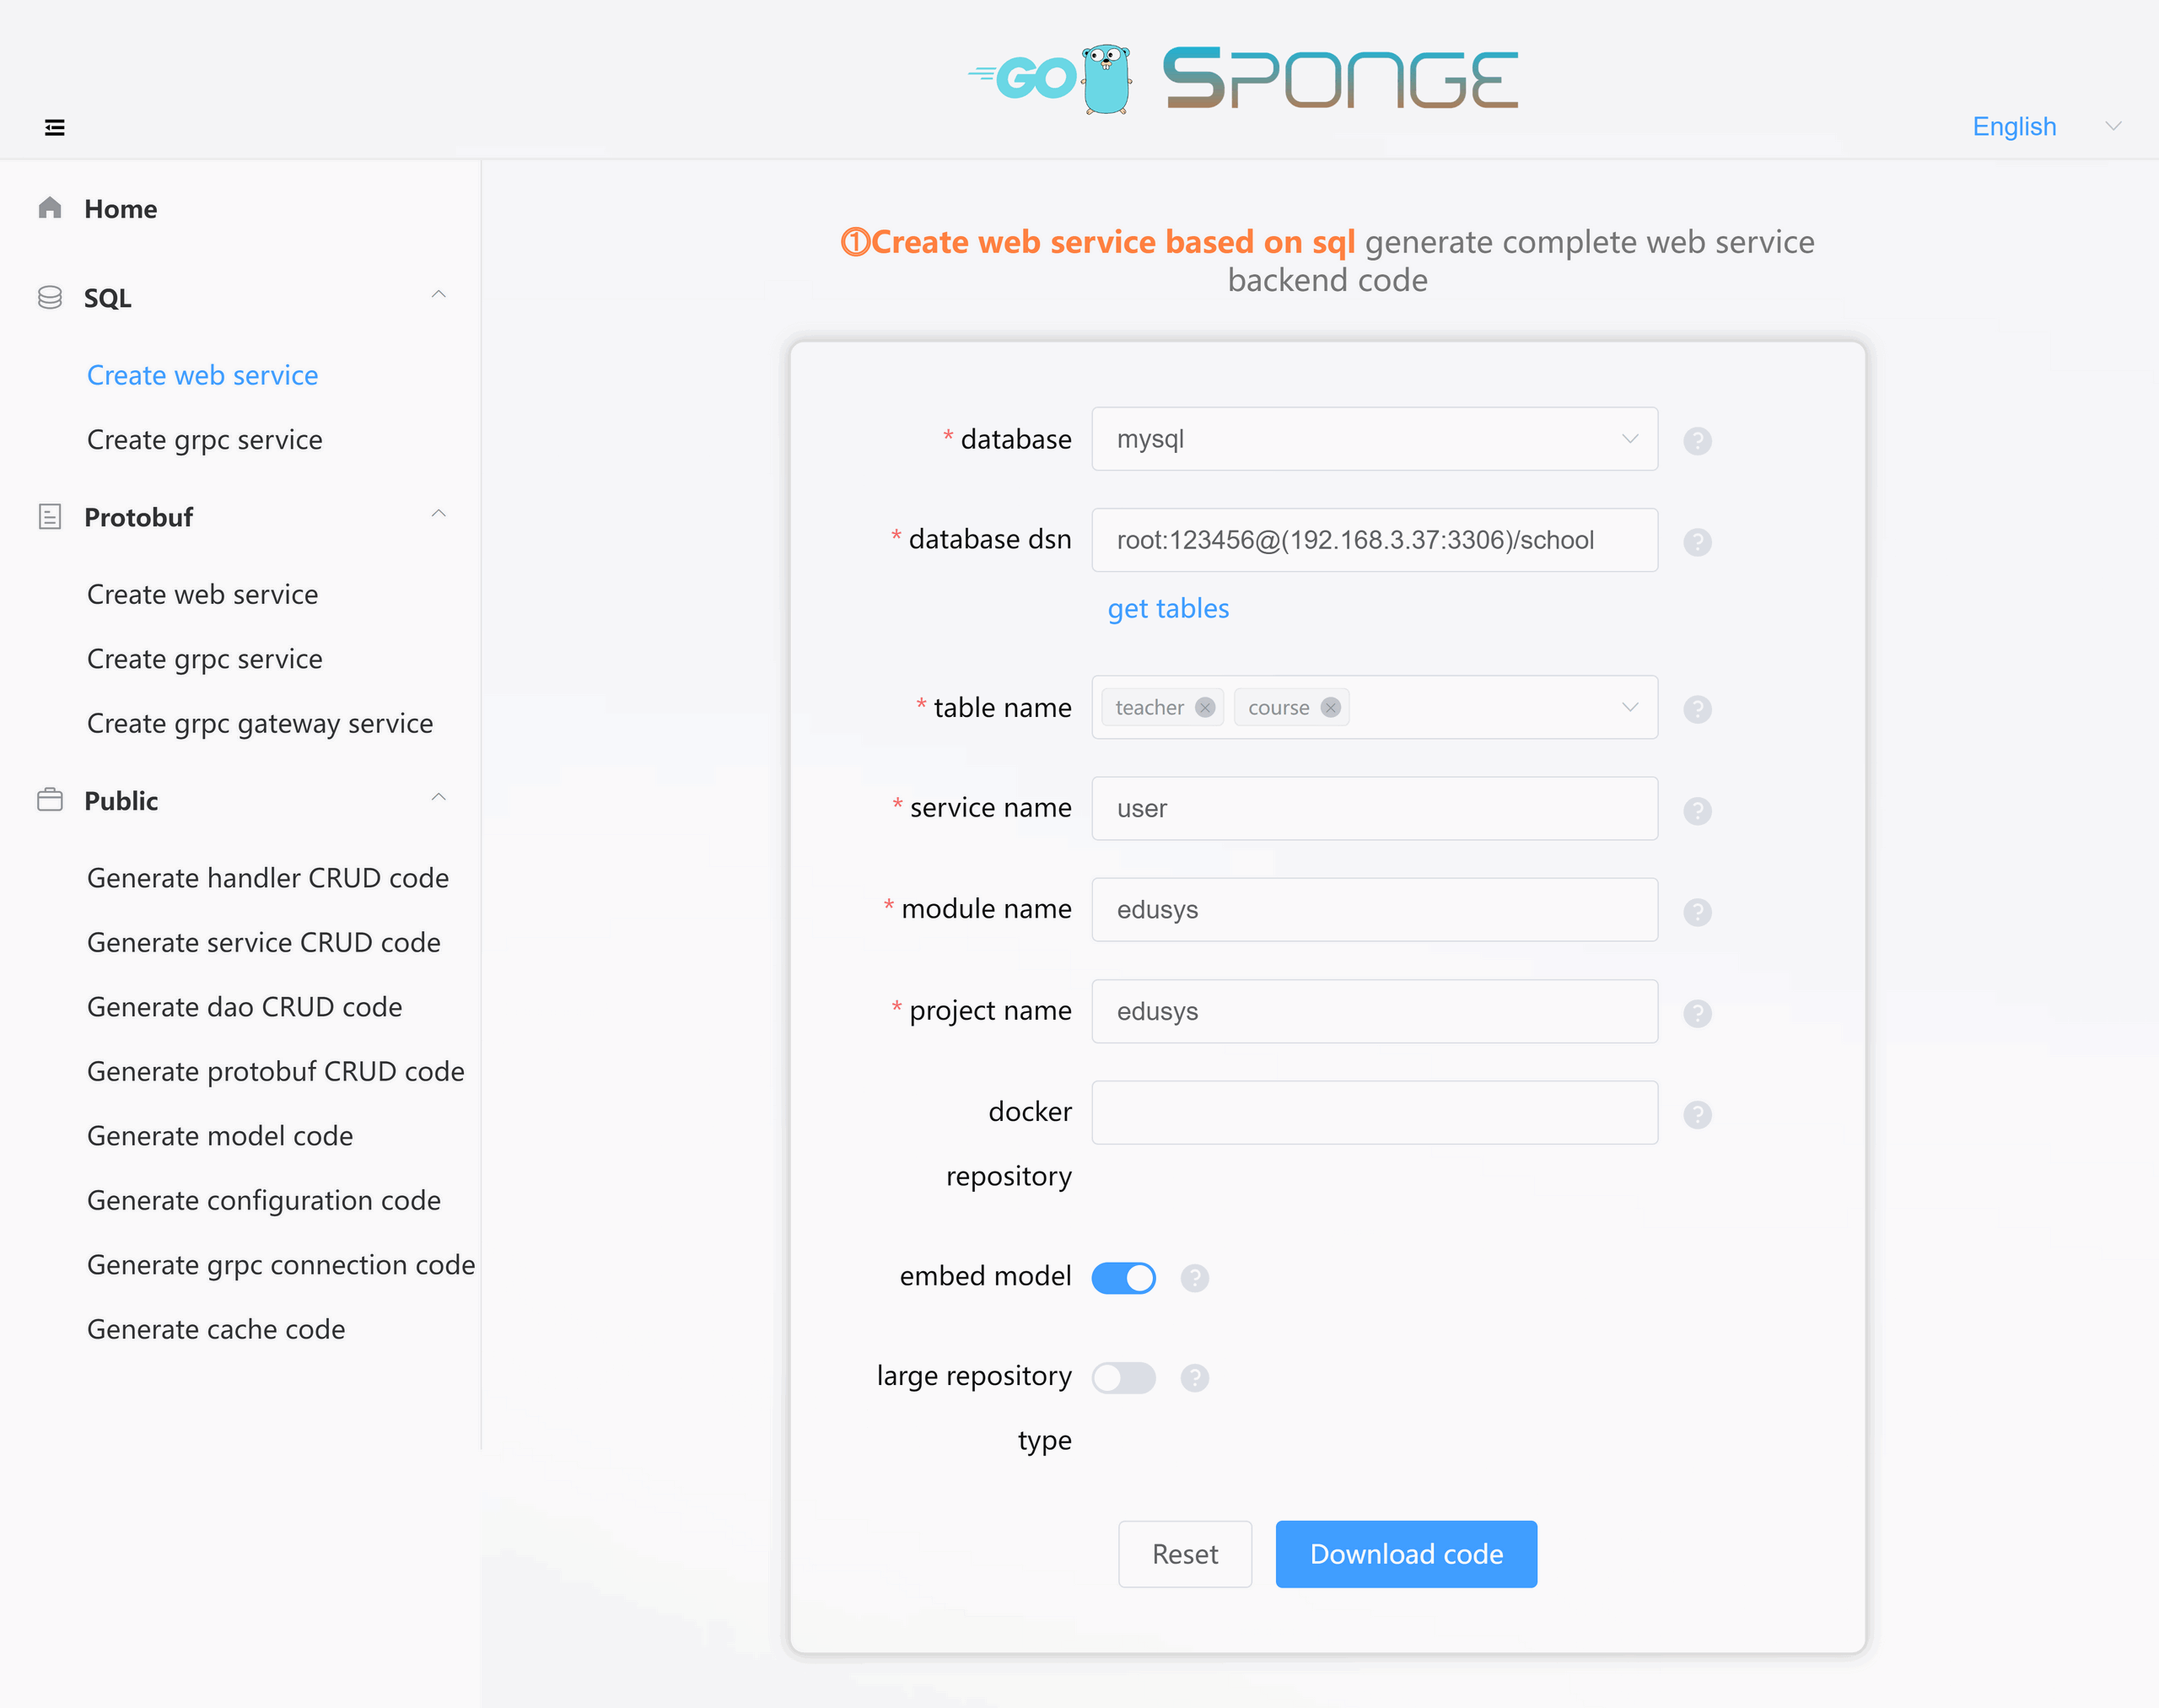 GO SPONGE
English
Home
SQL
Create web service
Create grpc service
Protobuf
Create web service
Create grpc service
Create grpc gateway service
Public
Generate handler CRUD code
Generate service CRUD code
Generate dao CRUD code
Generate protobuf CRUD code
Generate model code
Generate configuration code
Generate grpc connection code
Generate cache code
①Create web service based on sql generate complete web service
backend code
* database mysql ?
* database dsn root:123456@(192.168.3.37:3306)/school ?
get tables
* table name teacher course ?
* service name user ?
* module name edusys ?
* project name edusys ?
docker ?
repository
embed model ?
large repository ?
type
Reset Download code